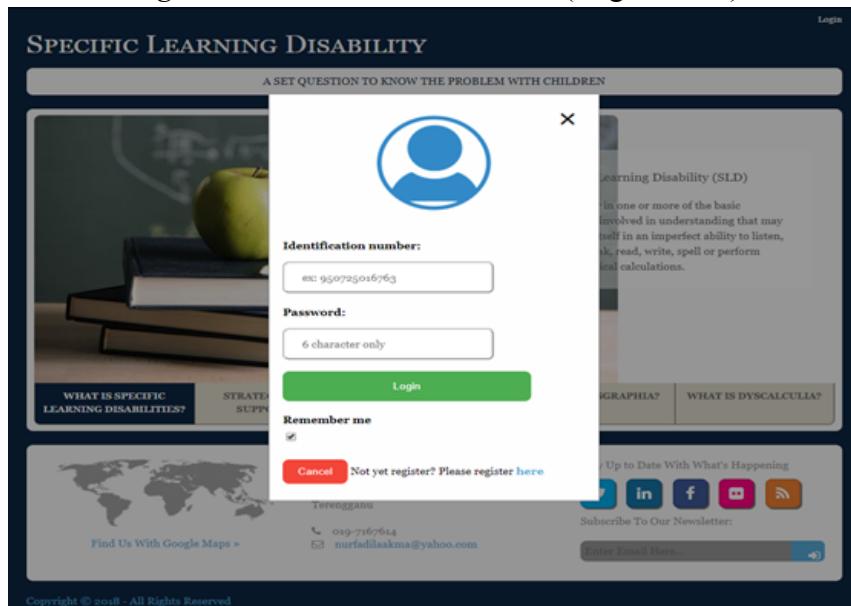 Login
SPECIFIC LEARNING DISABILITY
A SET QUESTION TO KNOW THE PROBLEM WITH CHILDREN
×
Identification number:
ex: 950725016763
Password:
6 character only
Login
Remember me
Cancel Not yet register? Please register here
Learning Disability (SLD)
in one or more of the basic
involved in understanding that may
itself in an imperfect ability to listen,
read, write, spell or perform
calculations.
WHAT IS SPECIFIC
LEARNING DISABILITIES?
WHAT IS DYSCALCULIA?
Find Us With Google Maps »
Terengganu
019-7167614
nurfadilaakma@yahoo.com
Up to Date With What's Happening
in
f
Subscribe To Our Newsletter:
Enter Email Here...
Copyright © 2018 - All Rights Reserved